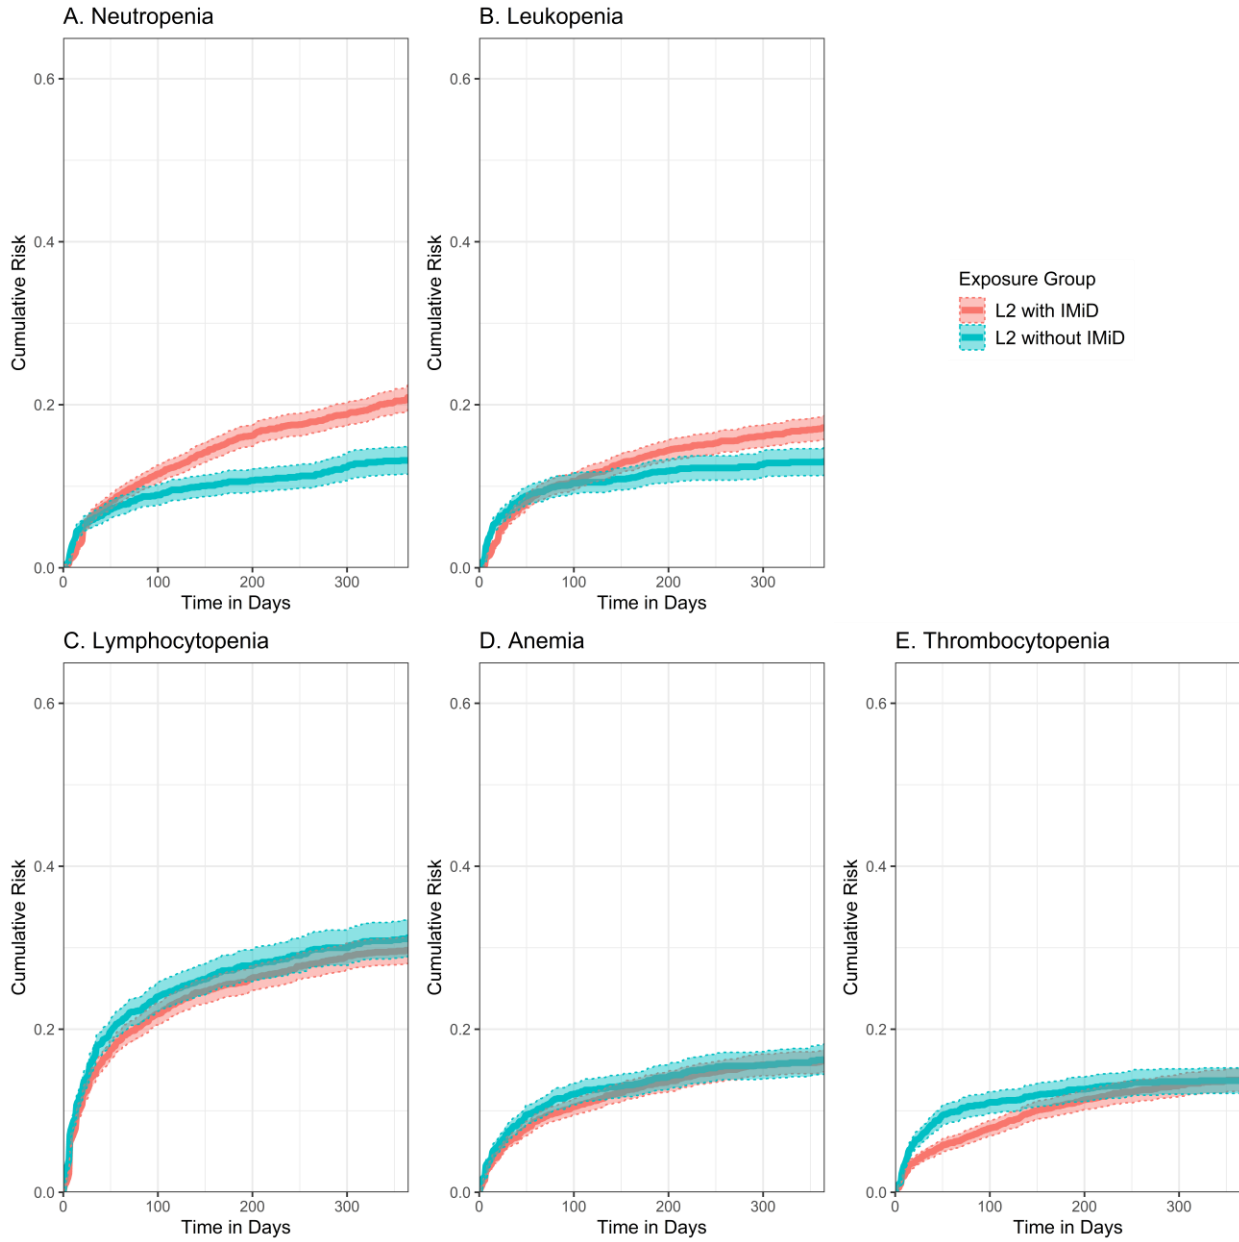 A. Neutropenia
B. Leukopenia
0.6
0.4
0.2
0.0
Cumulative Risk
0
100
200
300
Time in Days
0.6
0.4
0.2
0.0
Cumulative Risk
0
100
200
300
Time in Days
Exposure Group
L2 with IMiD
L2 without IMiD
C. Lymphocytopenia
D. Anemia
E. Thrombocytopenia
0.6
0.4
0.2
0.0
Cumulative Risk
0
100
200
300
Time in Days
0.6
0.4
0.2
0.0
Cumulative Risk
0
100
200
300
Time in Days
0.6
0.4
0.2
0.0
Cumulative Risk
0
100
200
300
Time in Days